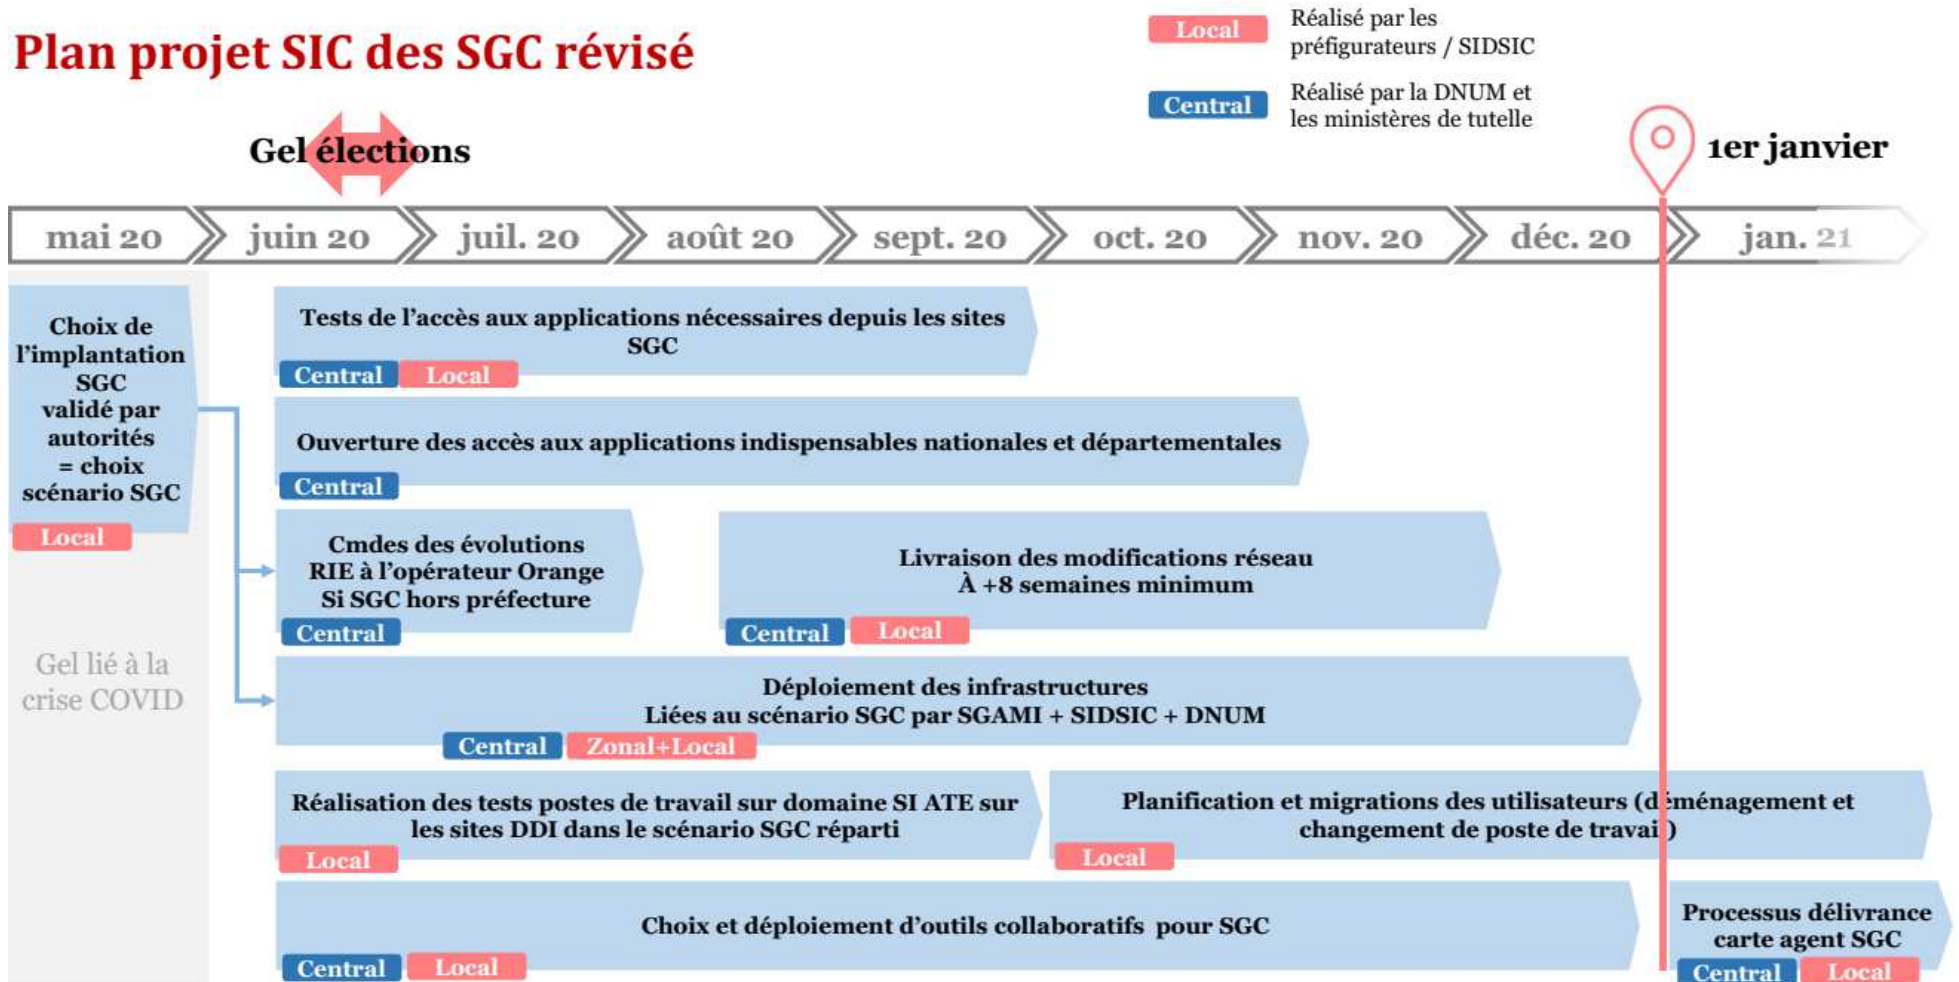 Plan projet SIC des SGC révisé
Local
Réalisé par les
préfigurateurs / SIDSIC
Central
Réalisé par la DNUM et
les ministères de tutelle
Gel élections
1er janvier
mai 20
juin 20
juil. 20
août 20
sept. 20
oct. 20
nov. 20
déc. 20
jan. 21
Choix de
l’implantation
SGC
validé par
autorités
= choix
scénario SGC
Local
Gel lié à la
crise COVID
Tests de l’accès aux applications nécessaires depuis les sites
SGC
Central
Local
Ouverture des accès aux applications indispensables nationales et départementales
Central
Cmdes des évolutions
RIE à l’opérateur Orange
Si SGC hors préfecture
Central
Livraison des modifications réseau
À +8 semaines minimum
Central
Local
Déploiement des infrastructures
Liées au scénario SGC par SGAMI + SIDSIC + DNUM
Central
Zonal+Local
Réalisation des tests postes de travail sur domaine SI ATE sur
les sites DDI dans le scénario SGC réparti
Local
Planification et migrations des utilisateurs (déménagement et
changement de poste de travail)
Local
Choix et déploiement d’outils collaboratifs pour SGC
Central
Local
Processus délivrance
carte agent SGC
Central
Local